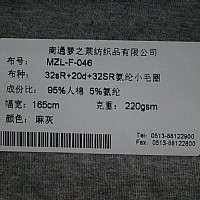 南通梦之莱纺织品有限公司
布号: MZL-F-046
布种: 32sR+20d+32SR氨纶小毛圈
成份比: 95%人棉 5%氨纶
幅宽: 165cm 克重: 220gsm
颜色: 麻灰
Tel: 0513-88122900
Fax: 0513-88122800